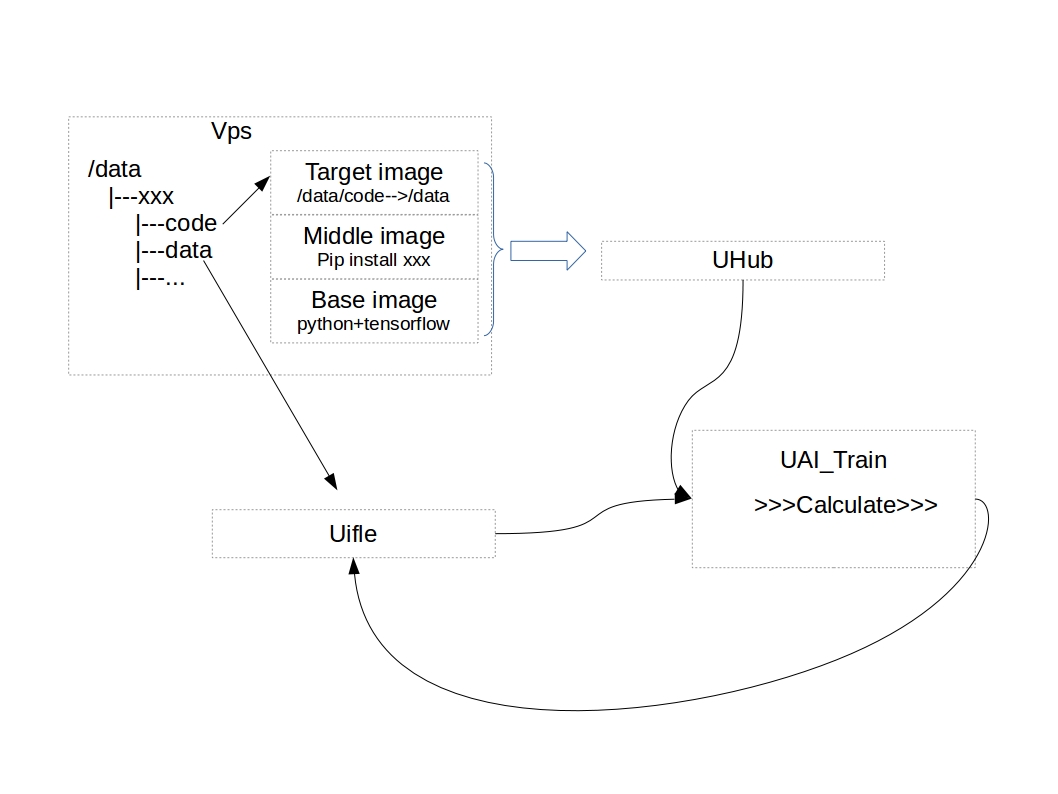 Vps
/data
|---xxx
|---code
|---data
|---...
Target image
/data/code-->/data
Middle image
Pip install xxx
Base image
python+tensorflow
UHub
UAI_Train
>>>Calculate>>>
Uifle